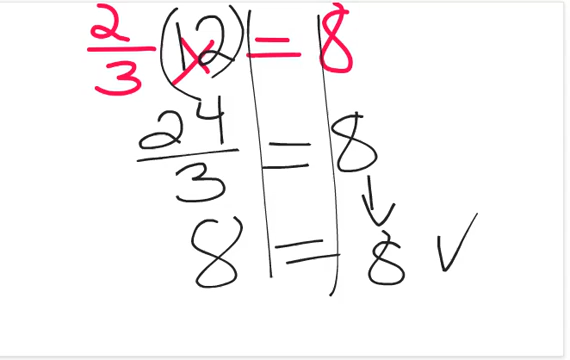 2/3 (12) = 8
24/3 = 8
8 = 8 ✓